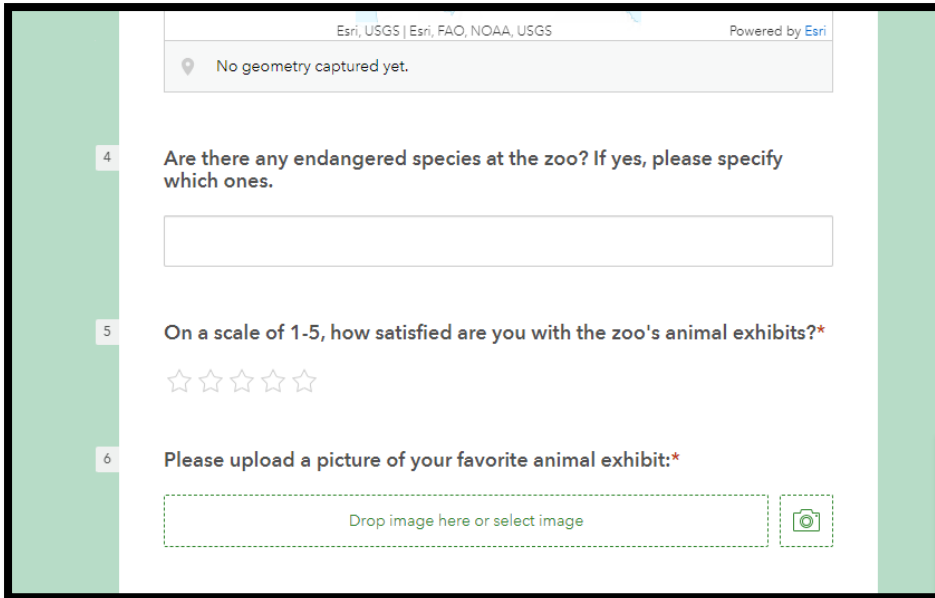 Esri, USGS | Esri, FAO, NOAA, USGS Powered by Esri
No geometry captured yet.
4 Are there any endangered species at the zoo? If yes, please specify
which ones.
5 On a scale of 1-5, how satisfied are you with the zoo's animal exhibits?*
6 Please upload a picture of your favorite animal exhibit:*
Drop image here or select image